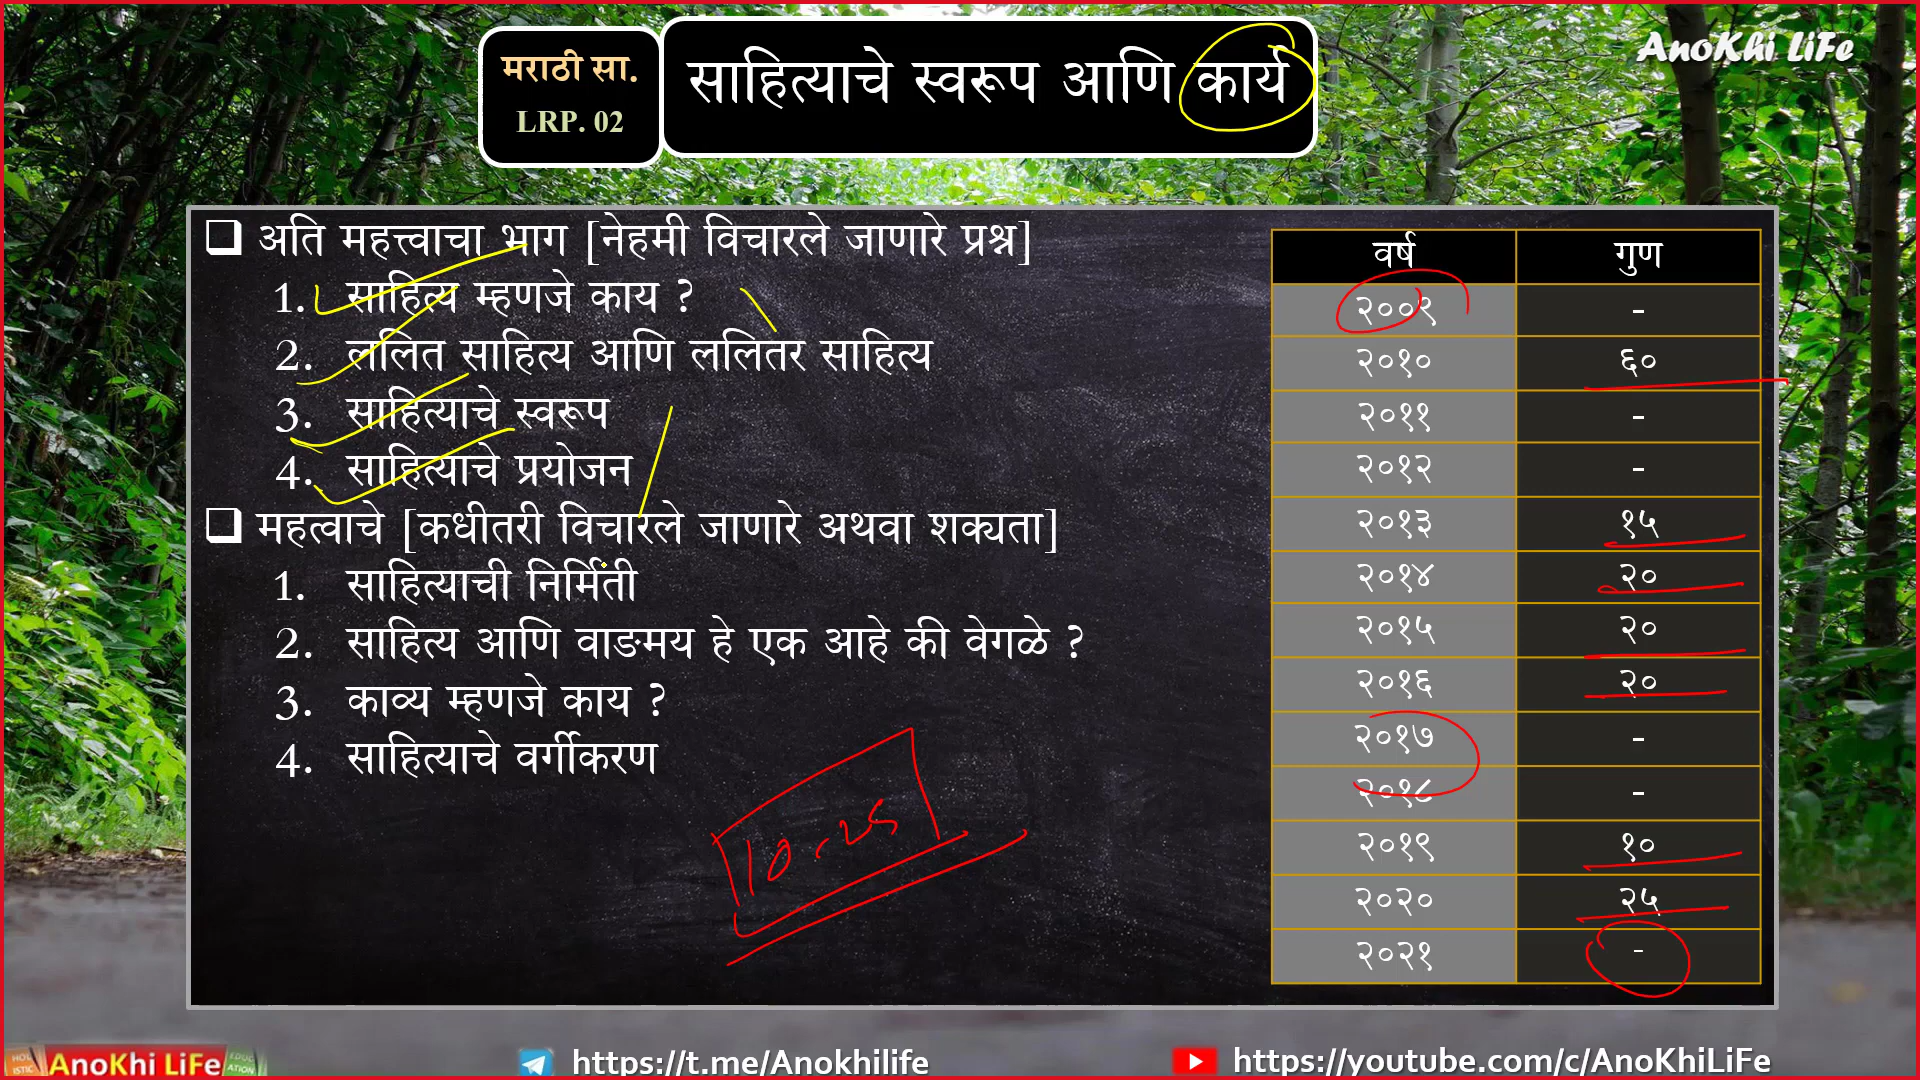 मराठी सा.
LRP. 02
साहित्याचे स्वरूप आणि कार्य
AnoKhi LiFe
अति महत्त्वाचा भाग [नेहमी विचारले जाणारे प्रश्न]
1. साहित्य म्हणजे काय ?
2. ललित साहित्य आणि ललितर साहित्य
3. साहित्याचे स्वरूप
4. साहित्याचे प्रयोजन
महत्वाचे [कधीतरी विचारले जाणारे अथवा शक्यता]
1. साहित्याची निर्मिती
2. साहित्य आणि वाङमय हे एक आहे की वेगळे ?
3. काव्य म्हणजे काय ?
4. साहित्याचे वर्गीकरण
10-25
वर्ष गुण
२००९ -
२०१० ६०
२०११ -
२०१२ -
२०१३ १५
२०१४ २०
२०१५ २०
२०१६ २०
२०१७ -
२०१८ -
२०१९ १०
२०२० २५
२०२१ -
HOLISTIC AnoKhi LiFe EDUCATION
https://t.me/Anokhilife
https://youtube.com/c/AnoKhiLiFe